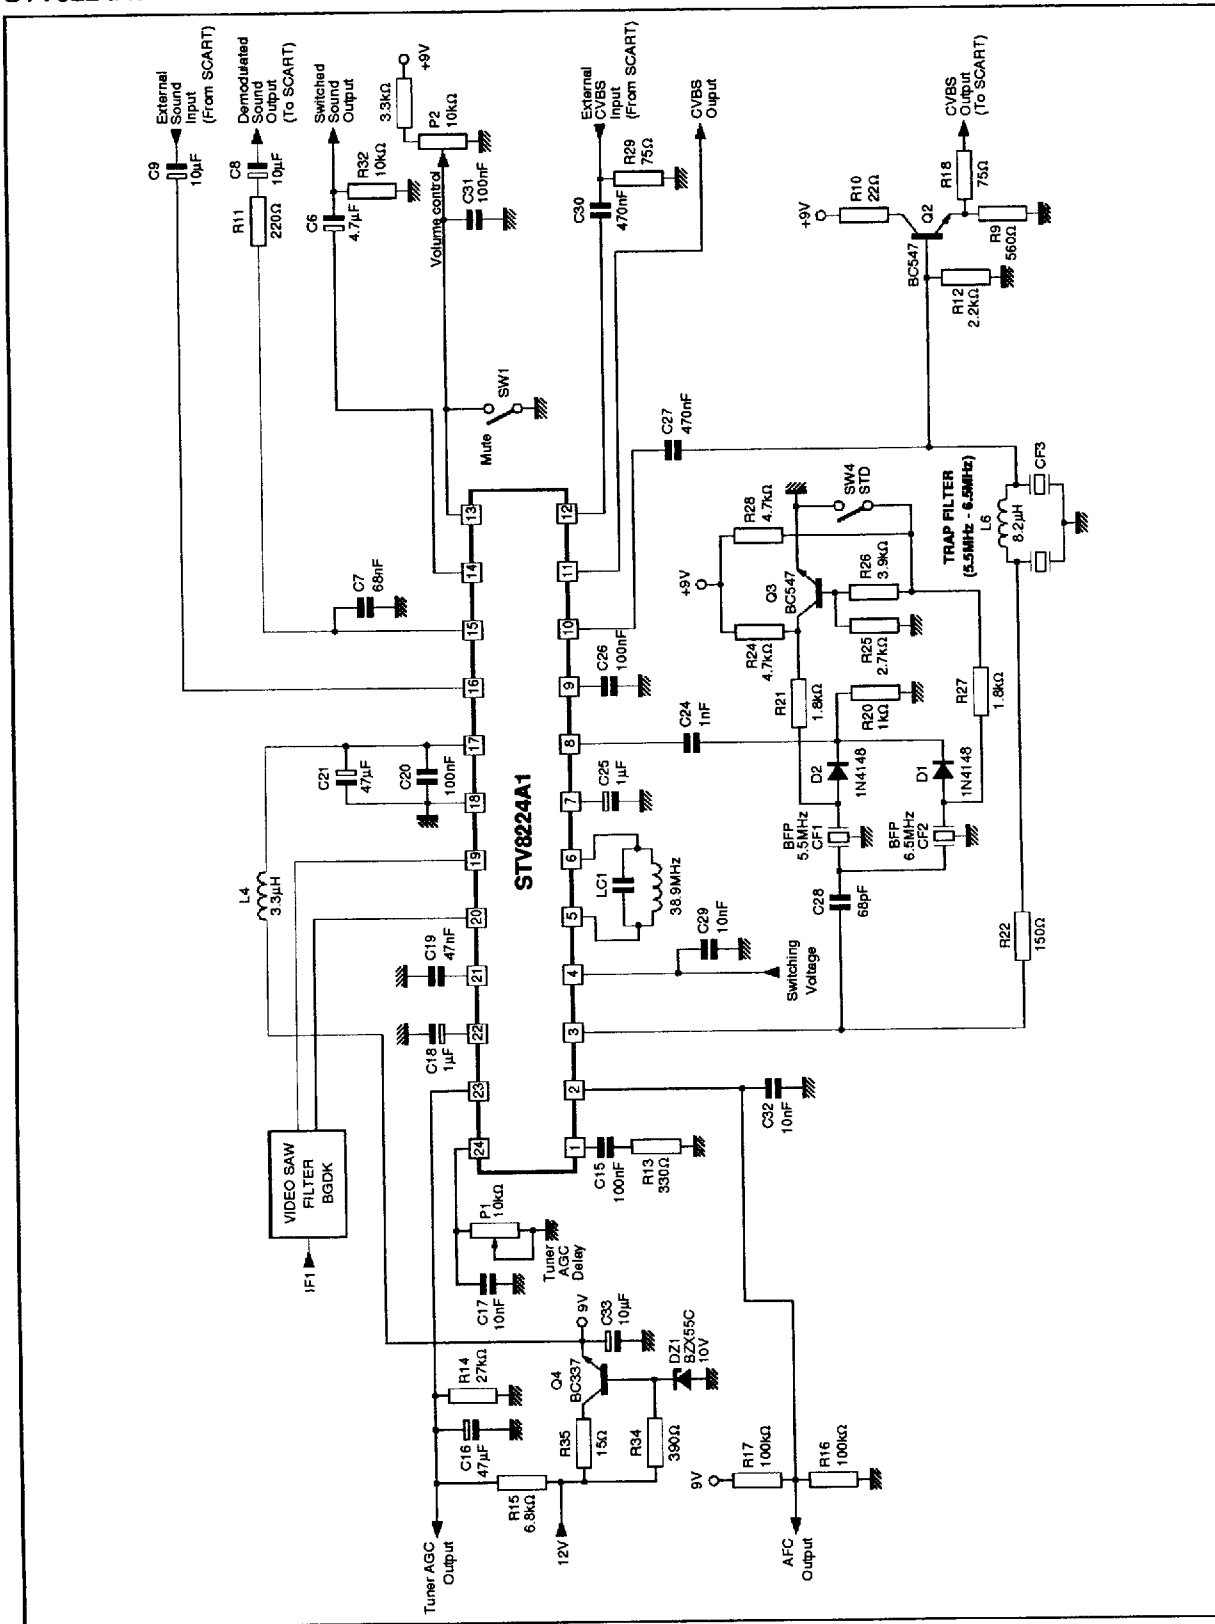 External
Sound
Input
(From SCART)
C9
10µF
Demodulated
Sound
Output
(To SCART)
C8
10µF
R11
220Ω
Switched
Sound
Output
C6
4.7µF
R32
10kΩ
+9V
3.3kΩ
P2
10kΩ
Volume control
C31
100nF
External
CVBS
Input
(From SCART)
C30
470nF
R29
75Ω
CVBS
Ouput
CVBS
Output
(To SCART)
R18
75Ω
+9V
R10
22Ω
Q2
BC547
R9
560Ω
R12
2.2kΩ
Mute
SW1
C27
470nF
C7
68nF
13
14
15
16
17
18
19
20
21
22
23
24
12
11
10
9
8
7
6
5
4
3
2
1
STV8224A1
C21
47µF
C20
100nF
L4
3.3µH
C19
47nF
C18
1µF
C26
100nF
C24
1nF
C25
1µF
LC1
38.9MHz
C29
10nF
Switching
Voltage
R28
4.7kΩ
SW4
STD
+9V
Q3
BC547
R24
4.7kΩ
R26
3.9kΩ
R25
2.7kΩ
R21
1.8kΩ
R20
1kΩ
R27
1.8kΩ
D2
1N4148
D1
1N4148
BFP
5.5MHz
CF1
BFP
6.5MHz
CF2
C28
68pF
TRAP FILTER
(5.5MHz - 6.5MHz)
L6
8.2µH
CF3
R22
150Ω
VIDEO SAW
FILTER
BGDK
IF1
P1
10kΩ
Tuner
AGC
Delay
C17
10nF
C15
100nF
R13
330Ω
C32
10nF
9V
C33
10µF
Q4
BC337
DZ1
BZX55C
10V
R14
27kΩ
C16
47µF
R35
15Ω
R34
390Ω
R15
6.8kΩ
12V
Tuner AGC
Output
9V
R17
100kΩ
R16
100kΩ
AFC
Output